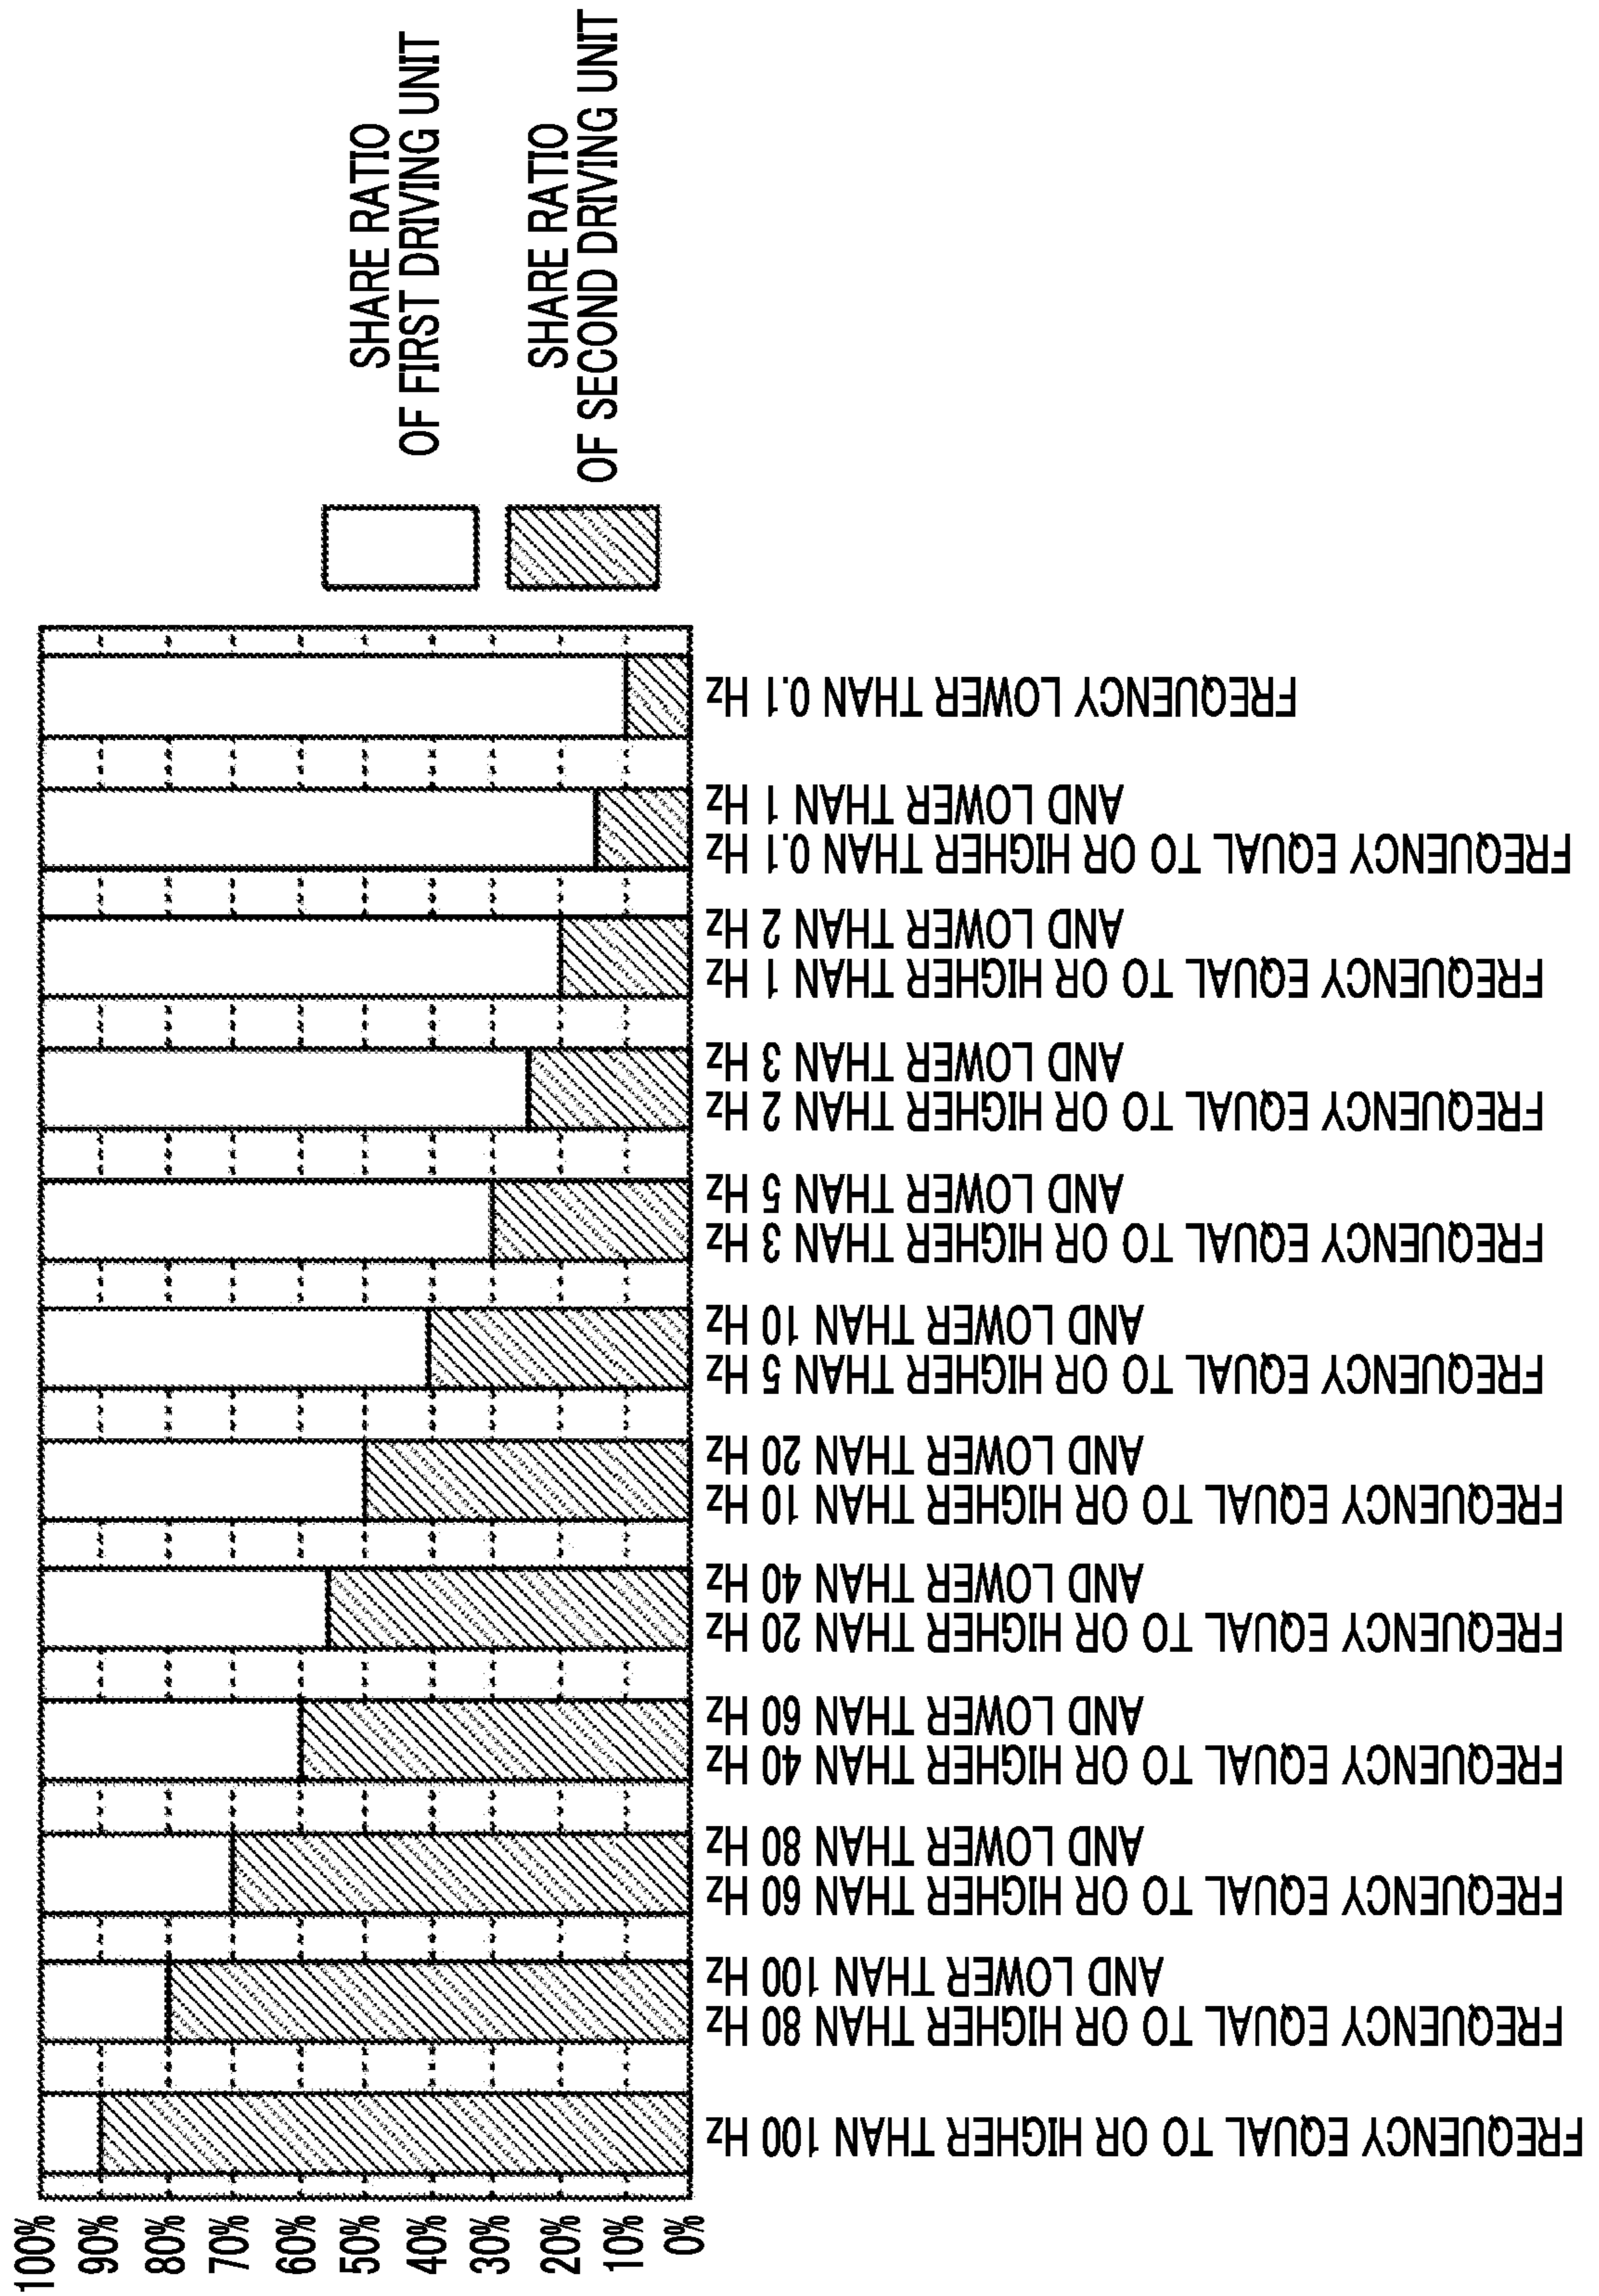 100%
90%
80%
70%
60%
50%
40%
30%
20%
10%
0%
FREQUENCY EQUAL TO OR HIGHER THAN 100 Hz
FREQUENCY EQUAL TO OR HIGHER THAN 80 Hz
AND LOWER THAN 100 Hz
FREQUENCY EQUAL TO OR HIGHER THAN 60 Hz
AND LOWER THAN 80 Hz
FREQUENCY EQUAL TO OR HIGHER THAN 40 Hz
AND LOWER THAN 60 Hz
FREQUENCY EQUAL TO OR HIGHER THAN 20 Hz
AND LOWER THAN 40 Hz
FREQUENCY EQUAL TO OR HIGHER THAN 10 Hz
AND LOWER THAN 20 Hz
FREQUENCY EQUAL TO OR HIGHER THAN 5 Hz
AND LOWER THAN 10 Hz
FREQUENCY EQUAL TO OR HIGHER THAN 3 Hz
AND LOWER THAN 5 Hz
FREQUENCY EQUAL TO OR HIGHER THAN 2 Hz
AND LOWER THAN 3 Hz
FREQUENCY EQUAL TO OR HIGHER THAN 1 Hz
AND LOWER THAN 2 Hz
FREQUENCY EQUAL TO OR HIGHER THAN 0.1 Hz
AND LOWER THAN 1 Hz
FREQUENCY LOWER THAN 0.1 Hz
SHARE RATIO
OF FIRST DRIVING UNIT
SHARE RATIO
OF SECOND DRIVING UNIT